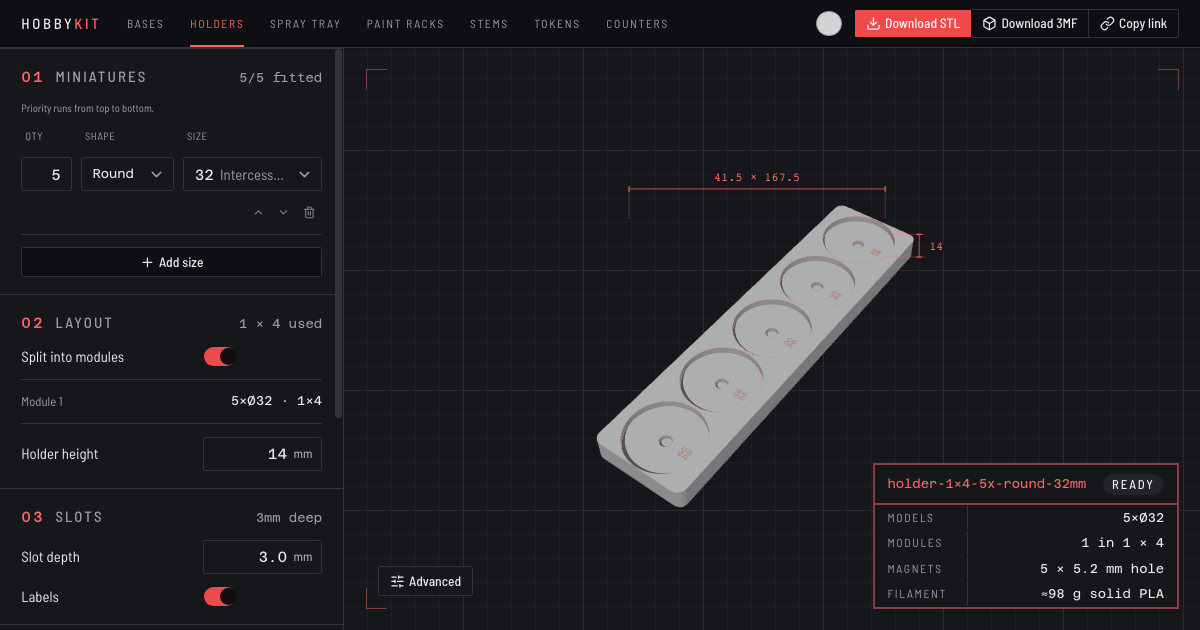 HOBBYKIT
BASES
HOLDERS
SPRAY TRAY
PAINT RACKS
STEMS
TOKENS
COUNTERS
Download STL
Download 3MF
Copy link
01 MINIATURES 5/5 fitted
Priority runs from top to bottom.
QTY SHAPE SIZE
5 Round 32 Intercess...
Add size
02 LAYOUT 1 × 4 used
Split into modules
Module 1 5×Ø32 · 1×4
Holder height 14 mm
03 SLOTS 3mm deep
Slot depth 3.0 mm
Labels
41.5 × 167.5
14
32
32
32
32
32
Advanced
holder-1×4-5x-round-32mm READY
MODELS 5×Ø32
MODULES 1 in 1 × 4
MAGNETS 5 × 5.2 mm hole
FILAMENT ≈98 g solid PLA